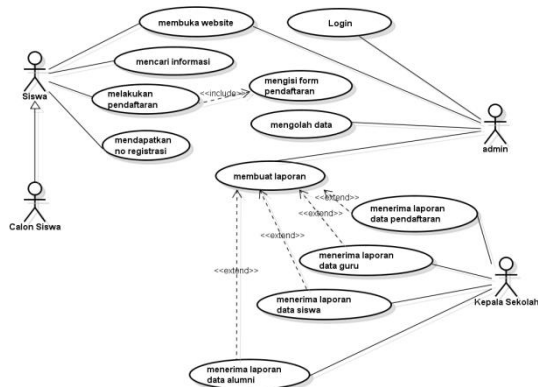 membuka website
Login
mencari informasi
Siswa
melakukan
pendaftaran
<<include>>
mengisi form
pendaftaran
mengolah data
admin
mendapatkan
no registrasi
membuat laporan
Calon Siswa
<<extend>>
menerima laporan
data pendaftaran
<<extend>>
<<extend>>
menerima laporan
data guru
<<extend>>
menerima laporan
data siswa
Kepala Sekolah
menerima laporan
data alumni